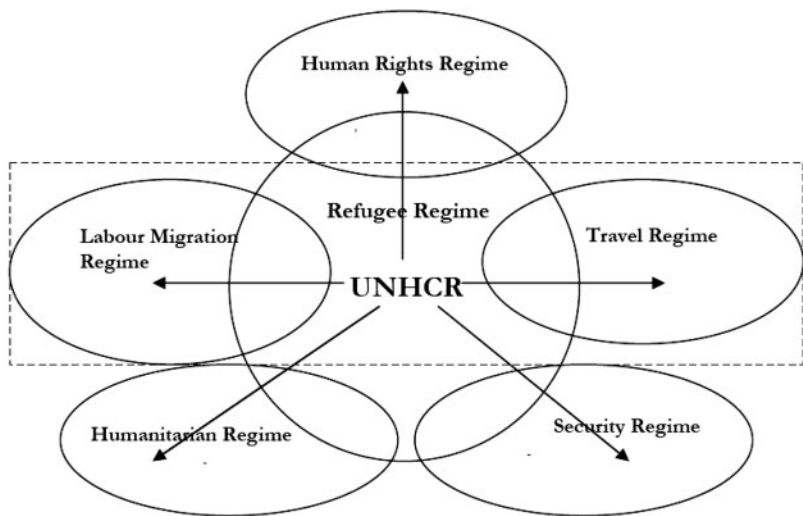 Human Rights Regime
Refugee Regime
Labour Migration
Regime
Travel Regime
UNHCR
Humanitarian Regime
Security Regime